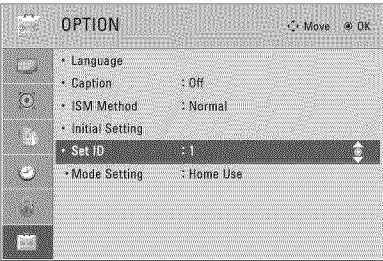 OPTION Move OK
• Language
• Caption : Off
• ISM Method : Normal
• Initial Setting
• Set ID : 1
• Mode Setting : Home Use